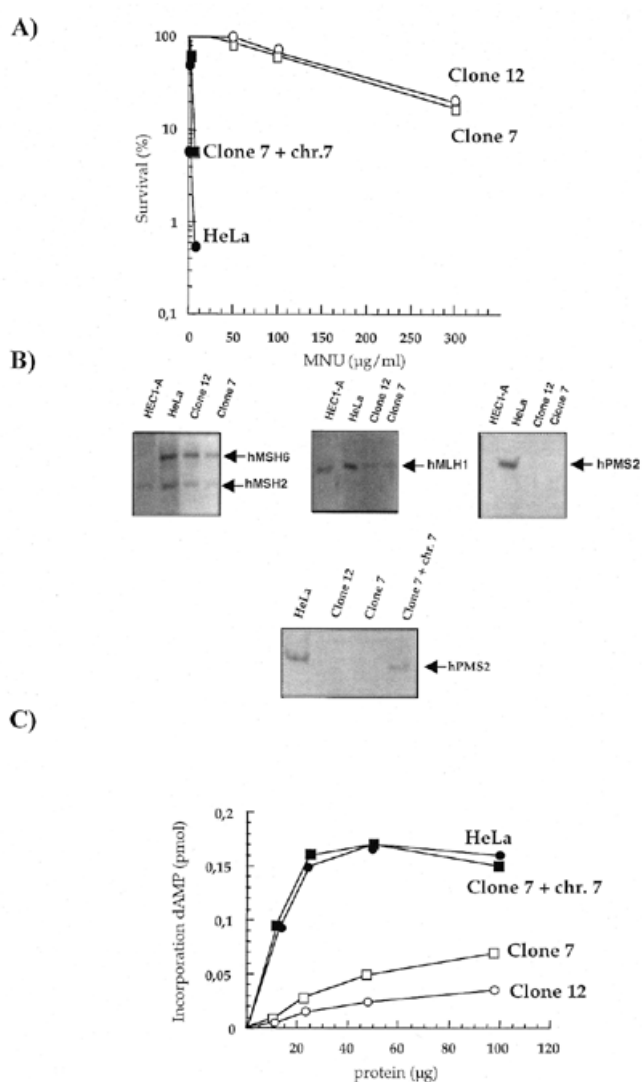 A)
100
10
1
0,1
Survival (%)
Clone 12
Clone 7
Clone 7 + chr.7
HeLa
0 50 100 150 200 250 300
MNU (µg/ml)
B)
HEC1-A HeLa Clone 12 Clone 7
hMSH6
hMSH2
HEC1-A HeLa Clone 12 Clone 7
hMLH1
HEC1-A HeLa Clone 12 Clone 7
hPMS2
HeLa Clone 12 Clone 7 Clone 7 + chr. 7
hPMS2
C)
0,2
0,15
0,1
0,05
0
Incorporation dAMP (pmol)
HeLa
Clone 7 + chr. 7
Clone 7
Clone 12
20 40 60 80 100 120
protein (µg)